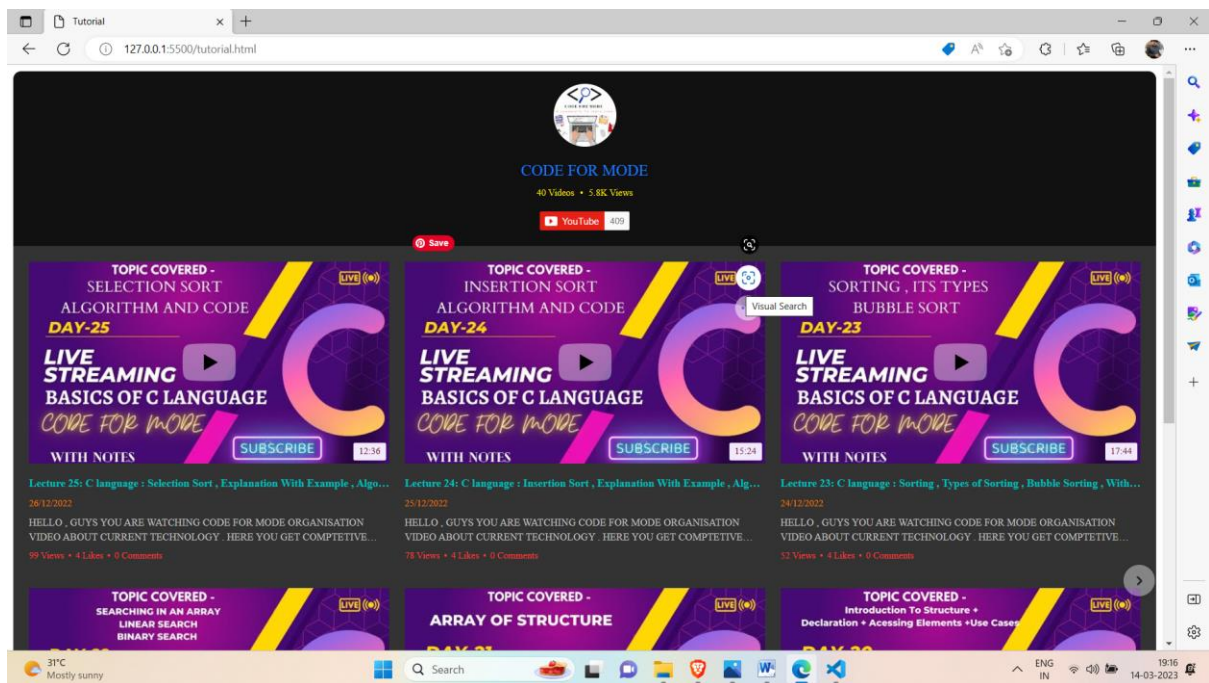 Tutorial
127.0.0.1:5500/tutorial.html
CODE FOR MODE
40 Videos • 5.8K Views
YouTube 409
Save
TOPIC COVERED -
SELECTION SORT
ALGORITHM AND CODE
LIVE
DAY-25
LIVE
STREAMING
BASICS OF C LANGUAGE
CODE FOR MODE
SUBSCRIBE
WITH NOTES
12:36
Lecture 25: C language : Selection Sort , Explanation With Example , Algo...
26/12/2022
HELLO , GUYS YOU ARE WATCHING CODE FOR MODE ORGANISATION
VIDEO ABOUT CURRENT TECHNOLOGY . HERE YOU GET COMPTETIVE...
99 Views • 4 Likes • 0 Comments
TOPIC COVERED -
INSERTION SORT
ALGORITHM AND CODE
LIVE
Visual Search
DAY-24
LIVE
STREAMING
BASICS OF C LANGUAGE
CODE FOR MODE
SUBSCRIBE
WITH NOTES
15:24
Lecture 24: C language : Insertion Sort , Explanation With Example , Alg...
25/12/2022
HELLO , GUYS YOU ARE WATCHING CODE FOR MODE ORGANISATION
VIDEO ABOUT CURRENT TECHNOLOGY . HERE YOU GET COMPTETIVE...
78 Views • 4 Likes • 0 Comments
TOPIC COVERED -
SORTING , ITS TYPES
BUBBLE SORT
LIVE
DAY-23
LIVE
STREAMING
BASICS OF C LANGUAGE
CODE FOR MODE
SUBSCRIBE
WITH NOTES
17:44
Lecture 23: C language : Sorting , Types of Sorting , Bubble Sorting , With...
24/12/2022
HELLO , GUYS YOU ARE WATCHING CODE FOR MODE ORGANISATION
VIDEO ABOUT CURRENT TECHNOLOGY . HERE YOU GET COMPTETIVE...
52 Views • 4 Likes • 0 Comments
TOPIC COVERED -
SEARCHING IN AN ARRAY
LINEAR SEARCH
BINARY SEARCH
LIVE
TOPIC COVERED -
ARRAY OF STRUCTURE
LIVE
TOPIC COVERED -
Introduction To Structure +
Declaration + Acessing Elements +Use Cases
LIVE
31°C
Mostly sunny
Search
ENG
IN
19:16
14-03-2023